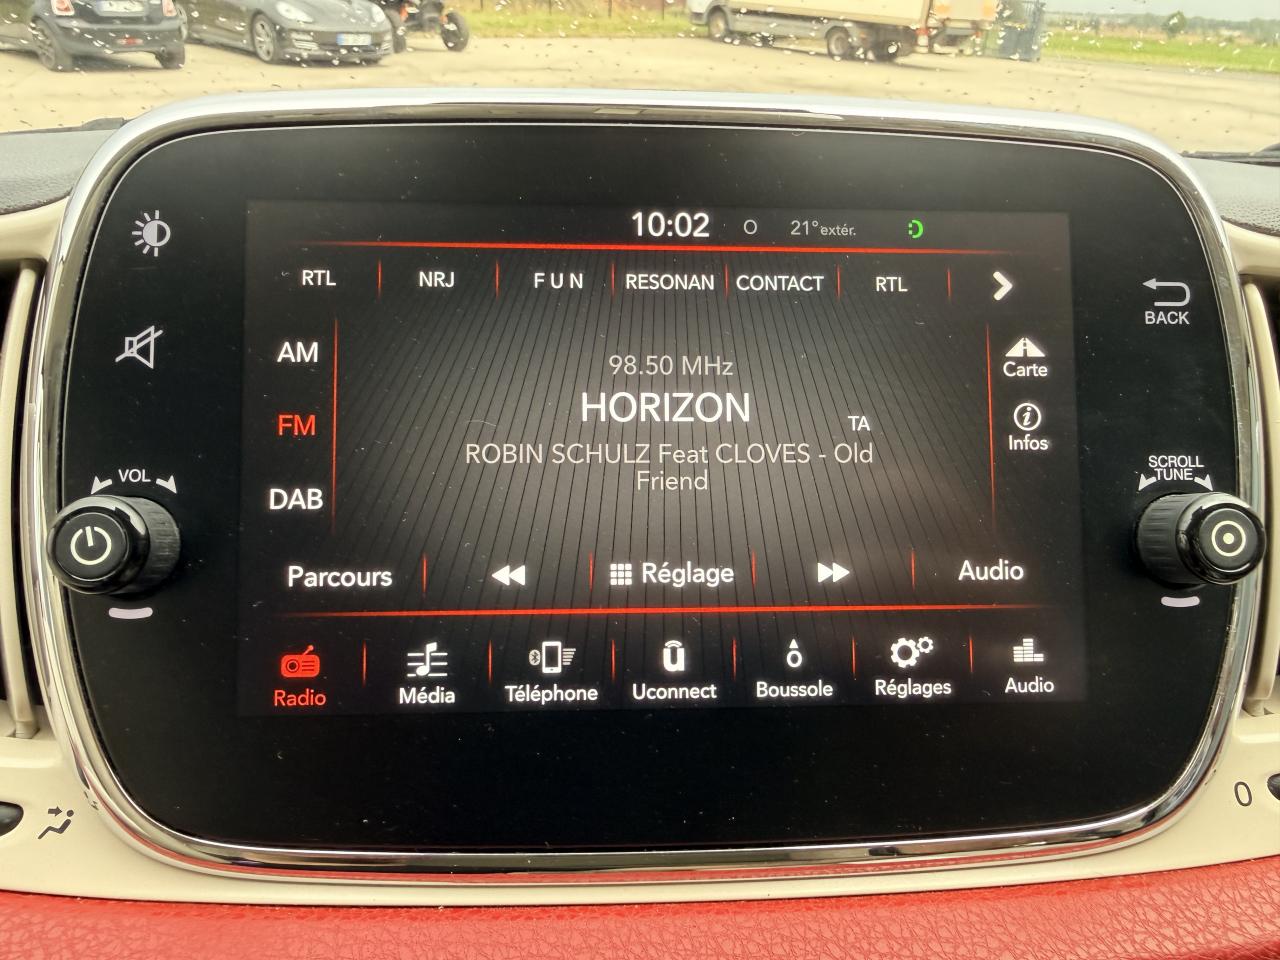 10:02 O 21° extér.
RTL NRJ FUN RESONAN CONTACT RTL
AM
FM
DAB
98.50 MHz
HORIZON
TA
ROBIN SCHULZ Feat CLOVES - Old
Friend
Carte
Infos
BACK
VOL
SCROLL
TUNE
Parcours Réglage Audio
Radio Média Téléphone Uconnect Boussole Réglages Audio
0